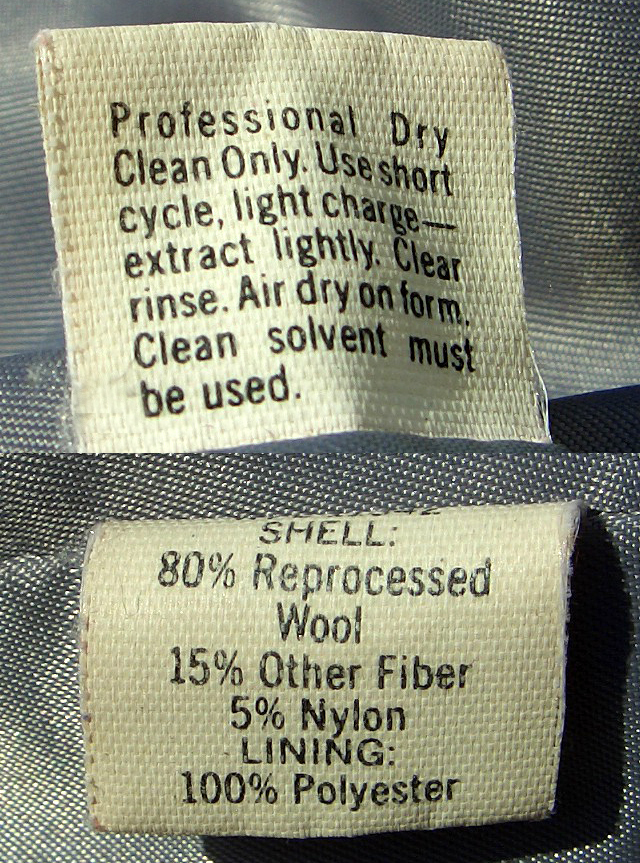 Professional Dry
Clean Only. Use short
cycle, light charge—
extract lightly. Clear
rinse. Air dry on form.
Clean solvent must
be used.
SHELL:
80% Reprocessed
Wool
15% Other Fiber
5% Nylon
LINING:
100% Polyester